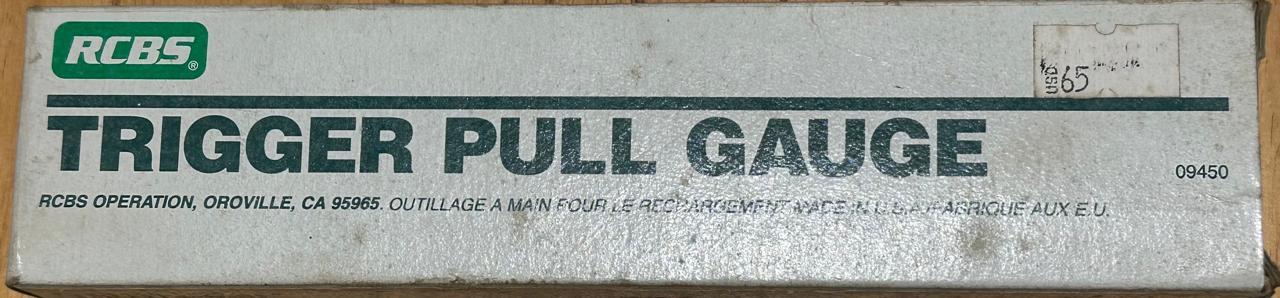 RCBS®
USD 65
TRIGGER PULL GAUGE
09450
RCBS OPERATION, OROVILLE, CA 95965. OUTILLAGE A MAIN POUR LE RECHARGEMENT MADE IN U.S.A. FABRIQUE AUX E.U.